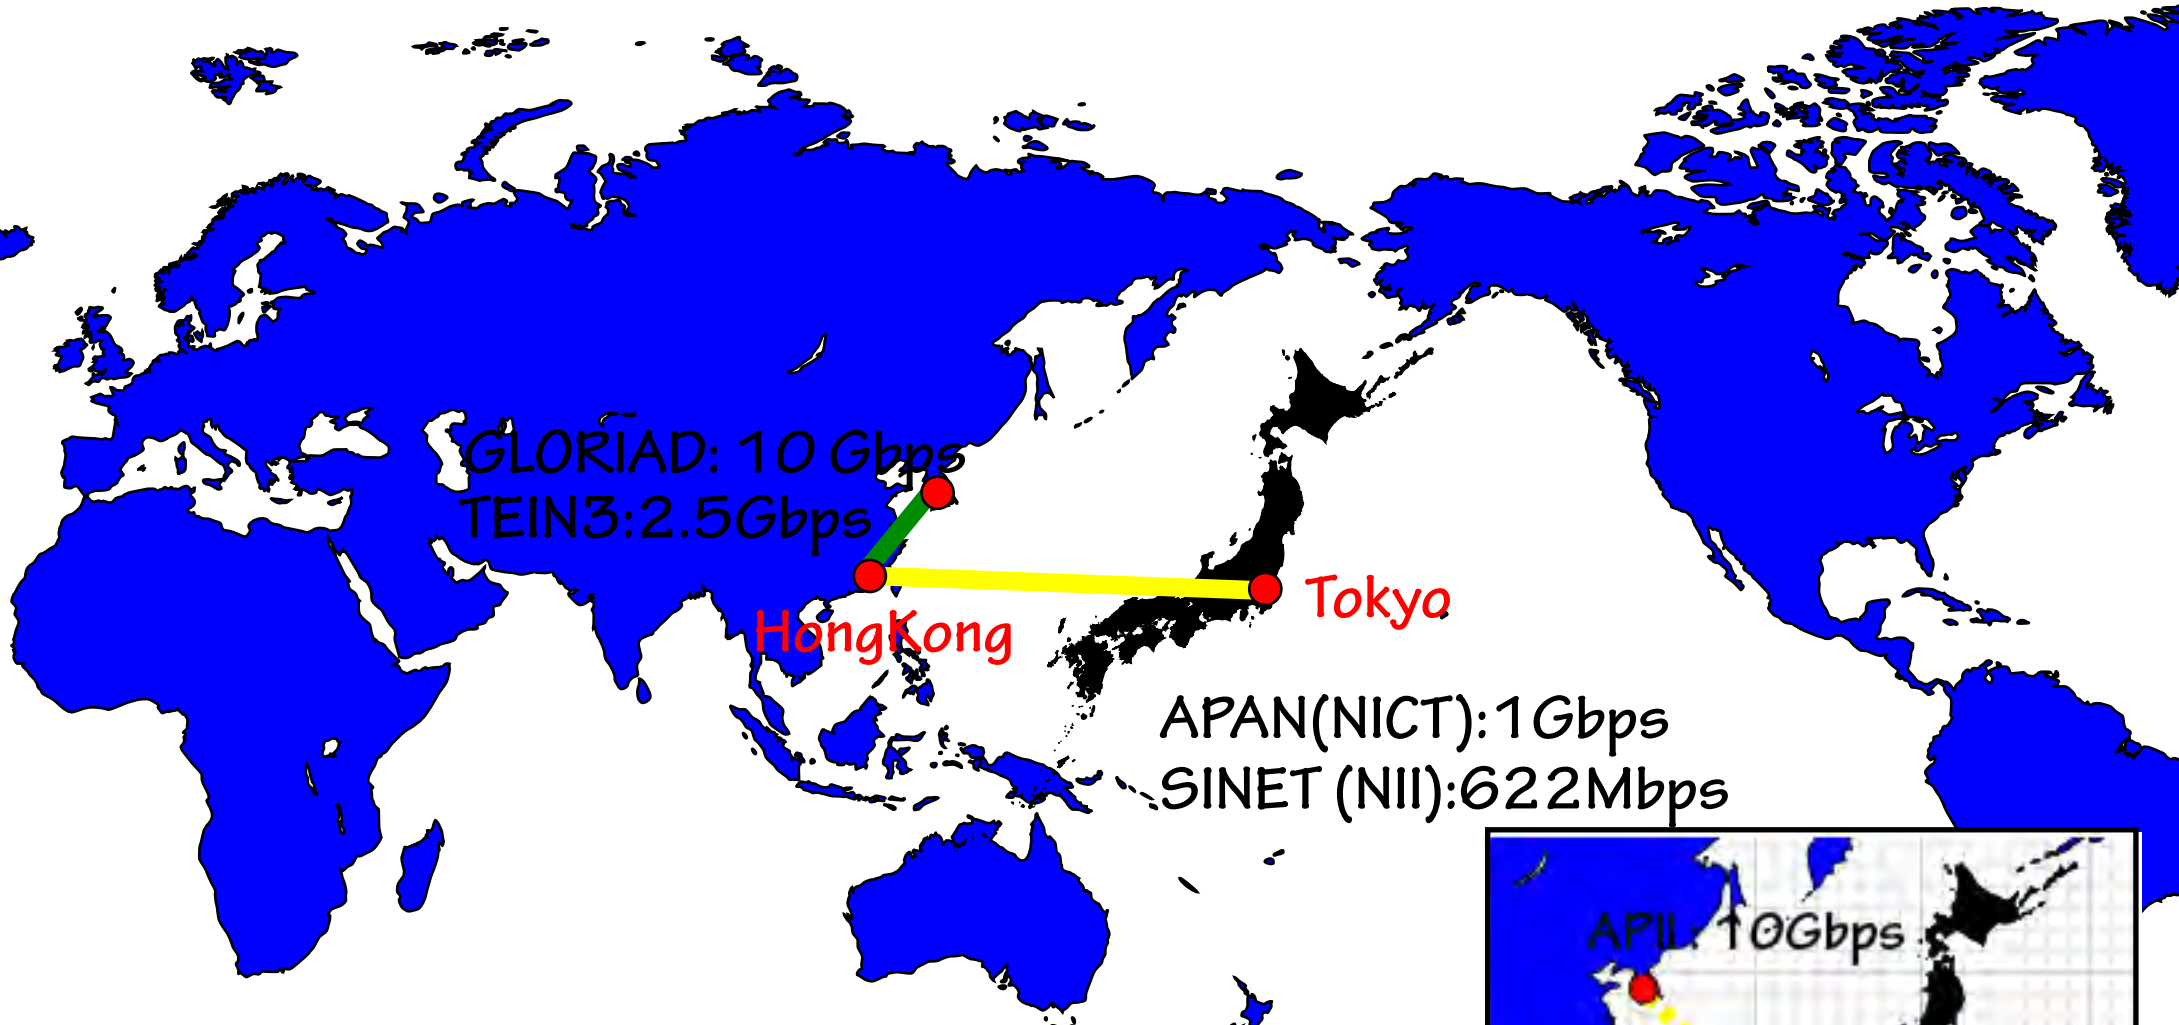 GLORIAD: 10 Gbps
TEIN3:2.5Gbps
Tokyo
HongKong
APAN(NICT):1Gbps
SINET (NII):622Mbps
APII: 10Gbps